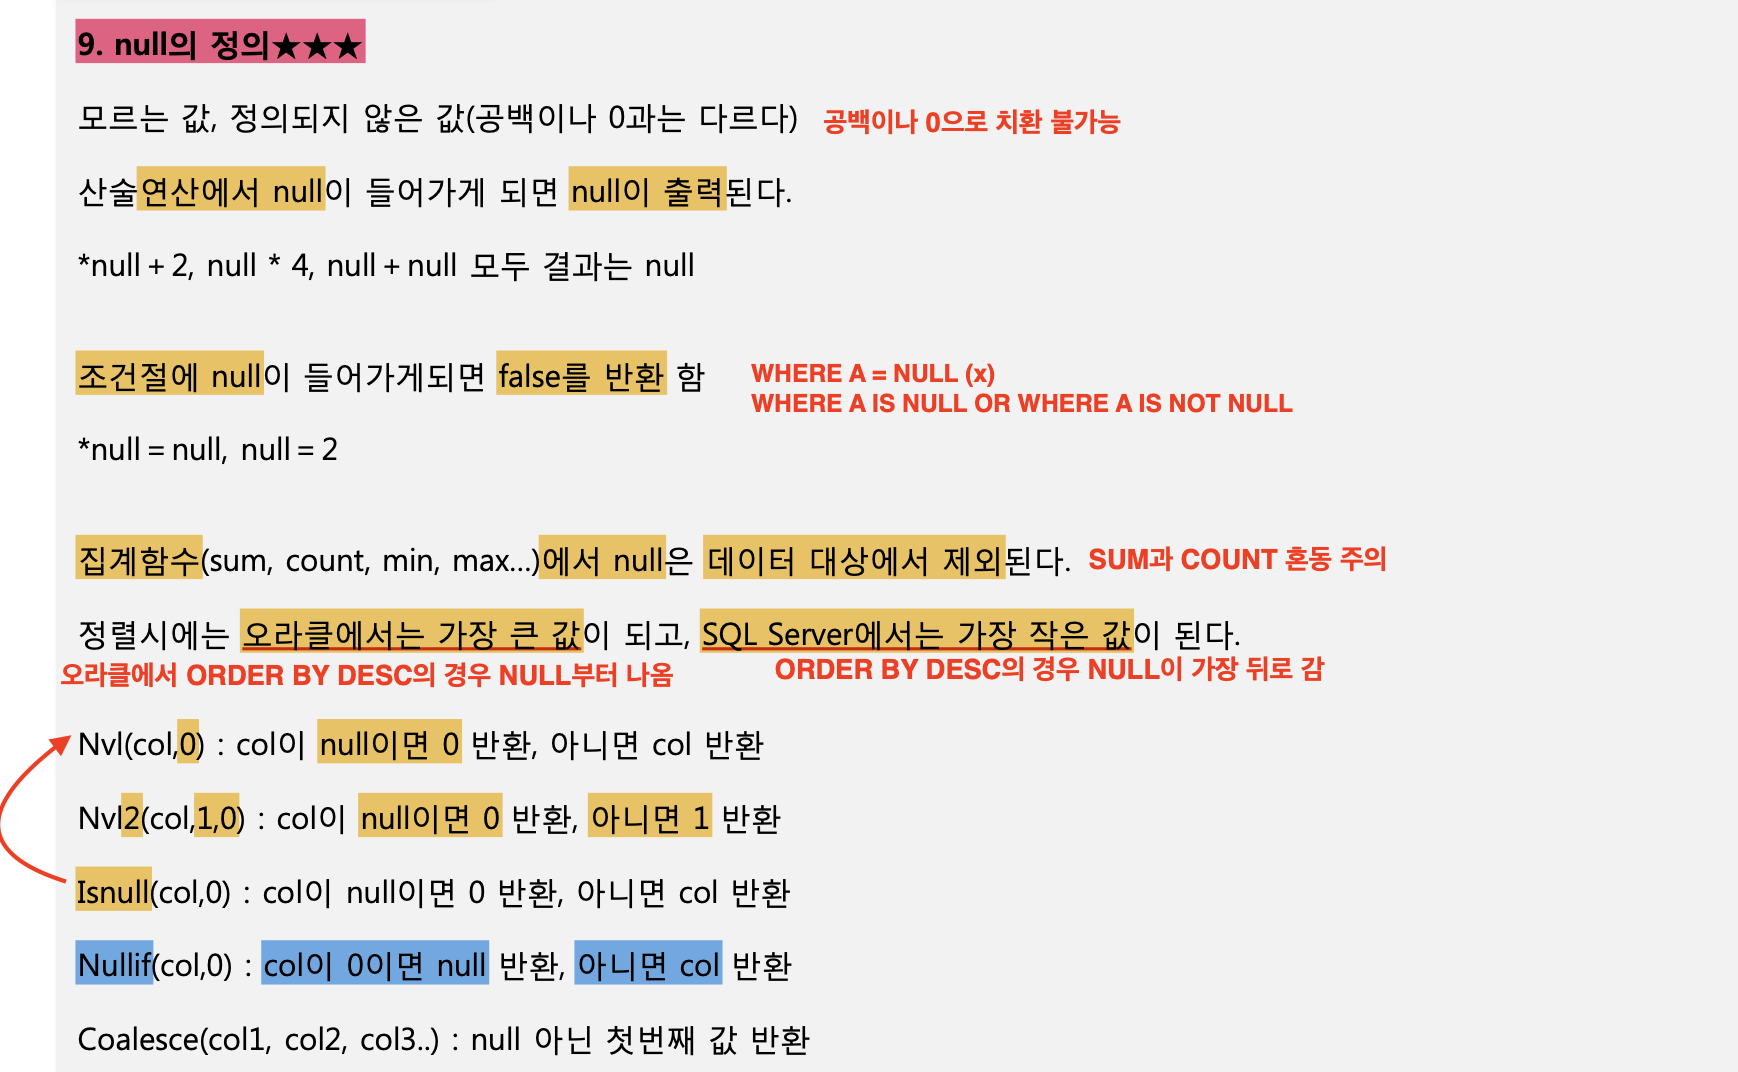 9. null의 정의★★★
모르는 값, 정의되지 않은 값(공백이나 0과는 다르다) 공백이나 0으로 치환 불가능
산술연산에서 null이 들어가게 되면 null이 출력된다.
*null + 2, null * 4, null + null 모두 결과는 null
조건절에 null이 들어가게되면 false를 반환 함 WHERE A = NULL (x)
WHERE A IS NULL OR WHERE A IS NOT NULL
*null = null, null = 2
집계함수(sum, count, min, max...)에서 null은 데이터 대상에서 제외된다. SUM과 COUNT 혼동 주의
정렬시에는 오라클에서는 가장 큰 값이 되고, SQL Server에서는 가장 작은 값이 된다.
오라클에서 ORDER BY DESC의 경우 NULL부터 나옴 ORDER BY DESC의 경우 NULL이 가장 뒤로 감
Nvl(col,0) : col이 null이면 0 반환, 아니면 col 반환
Nvl2(col,1,0) : col이 null이면 0 반환, 아니면 1 반환
Isnull(col,0) : col이 null이면 0 반환, 아니면 col 반환
Nullif(col,0) : col이 0이면 null 반환, 아니면 col 반환
Coalesce(col1, col2, col3..) : null 아닌 첫번째 값 반환